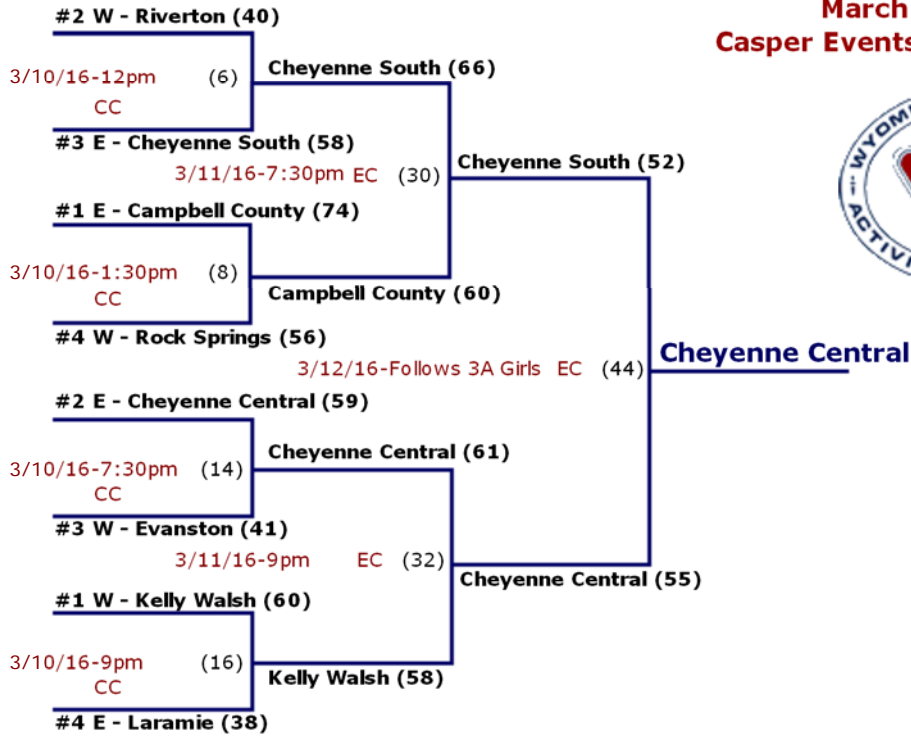 #2 W - Riverton (40)
March
Casper Events
3/10/16-12pm (6)
CC
Cheyenne South (66)
#3 E - Cheyenne South (58)
3/11/16-7:30pm EC (30)
Cheyenne South (52)
#1 E - Campbell County (74)
3/10/16-1:30pm (8)
CC
Campbell County (60)
#4 W - Rock Springs (56)
3/12/16-Follows 3A Girls EC (44)
Cheyenne Central
#2 E - Cheyenne Central (59)
Cheyenne Central (61)
3/10/16-7:30pm (14)
CC
#3 W - Evanston (41)
3/11/16-9pm EC (32)
Cheyenne Central (55)
#1 W - Kelly Walsh (60)
3/10/16-9pm (16)
CC
Kelly Walsh (58)
#4 E - Laramie (38)